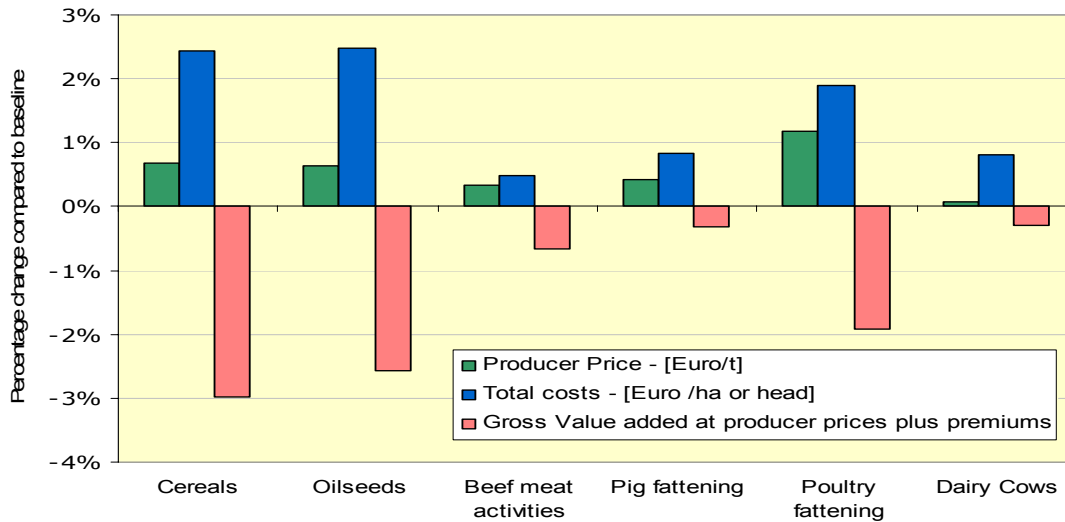 3%
2%
1%
0%
-1%
-2%
-3%
-4%
Percentage change compared to baseline
Producer Price - [Euro/t]
Total costs - [Euro /ha or head]
Gross Value added at producer prices plus premiums
Cereals
Oilseeds
Beef meat
activities
Pig fattening
Poultry
fattening
Dairy Cows